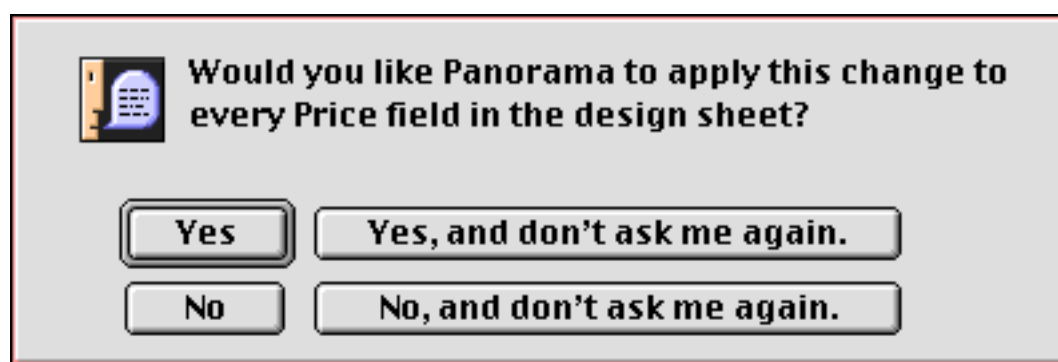 Would you like Panorama to apply this change to
every Price field in the design sheet?
Yes
Yes, and don't ask me again.
No
No, and don't ask me again.